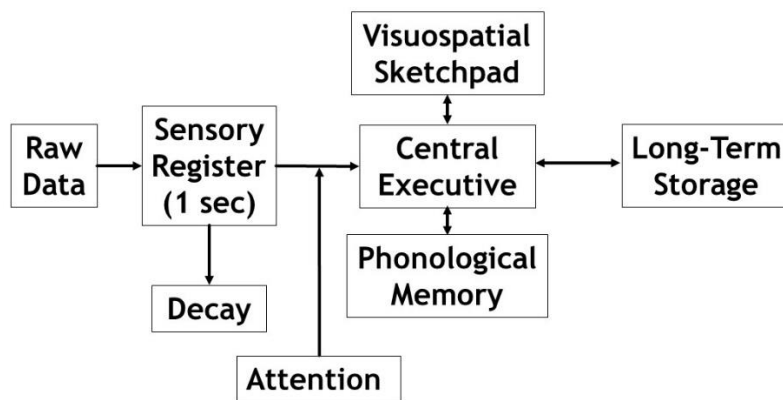 Visuospatial
Sketchpad
Raw
Data
Sensory
Register
(1 sec)
Central
Executive
Long-Term
Storage
Phonological
Memory
Decay
Attention